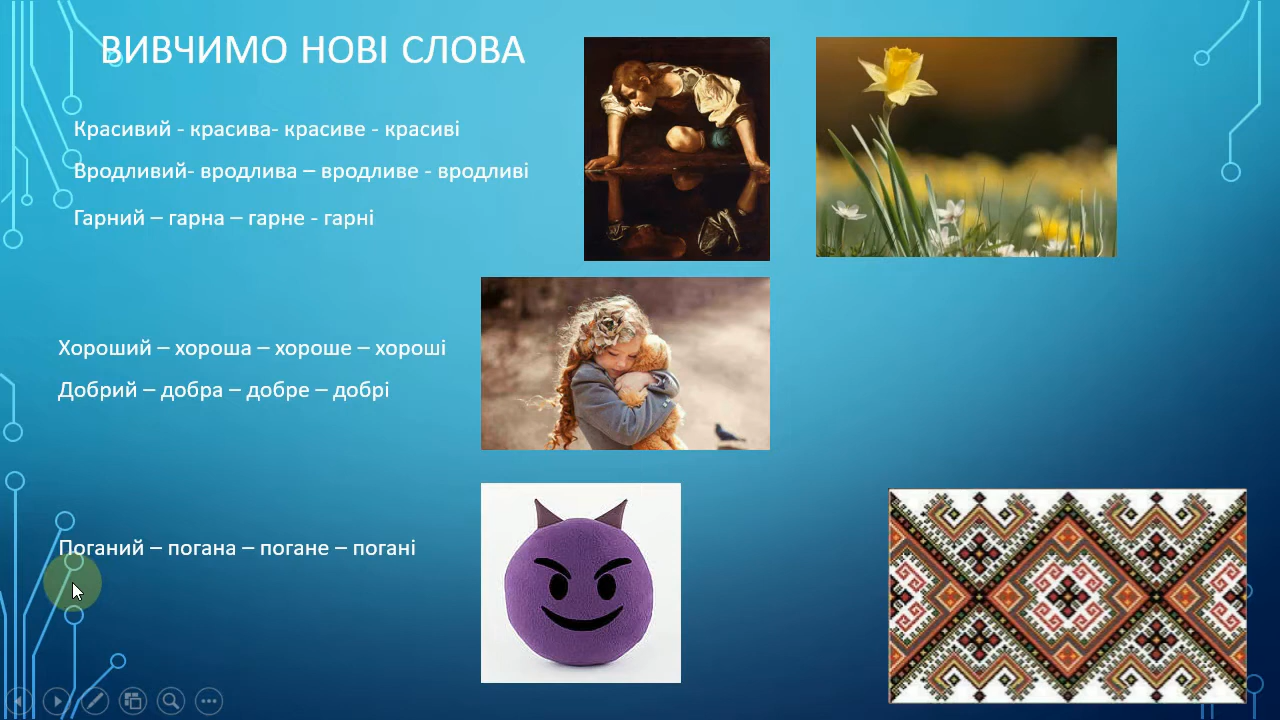 ВИВЧИМО НОВІ СЛОВА
Красивий - красива- красиве - красиві
Вродливий- вродлива – вродливе - вродливі
Гарний – гарна – гарне - гарні
Хороший – хороша – хороше – хороші
Добрий – добра – добре – добрі
Поганий – погана – погане – погані